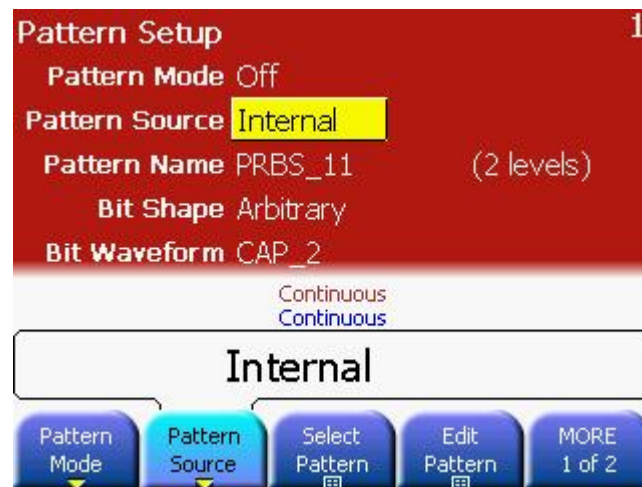 Pattern Setup 1
Pattern Mode Off
Pattern Source Internal
Pattern Name PRBS_11 (2 levels)
Bit Shape Arbitrary
Bit Waveform CAP_2
Continuous
Continuous
Internal
Pattern Mode
Pattern Source
Select Pattern
Edit Pattern
MORE 1 of 2